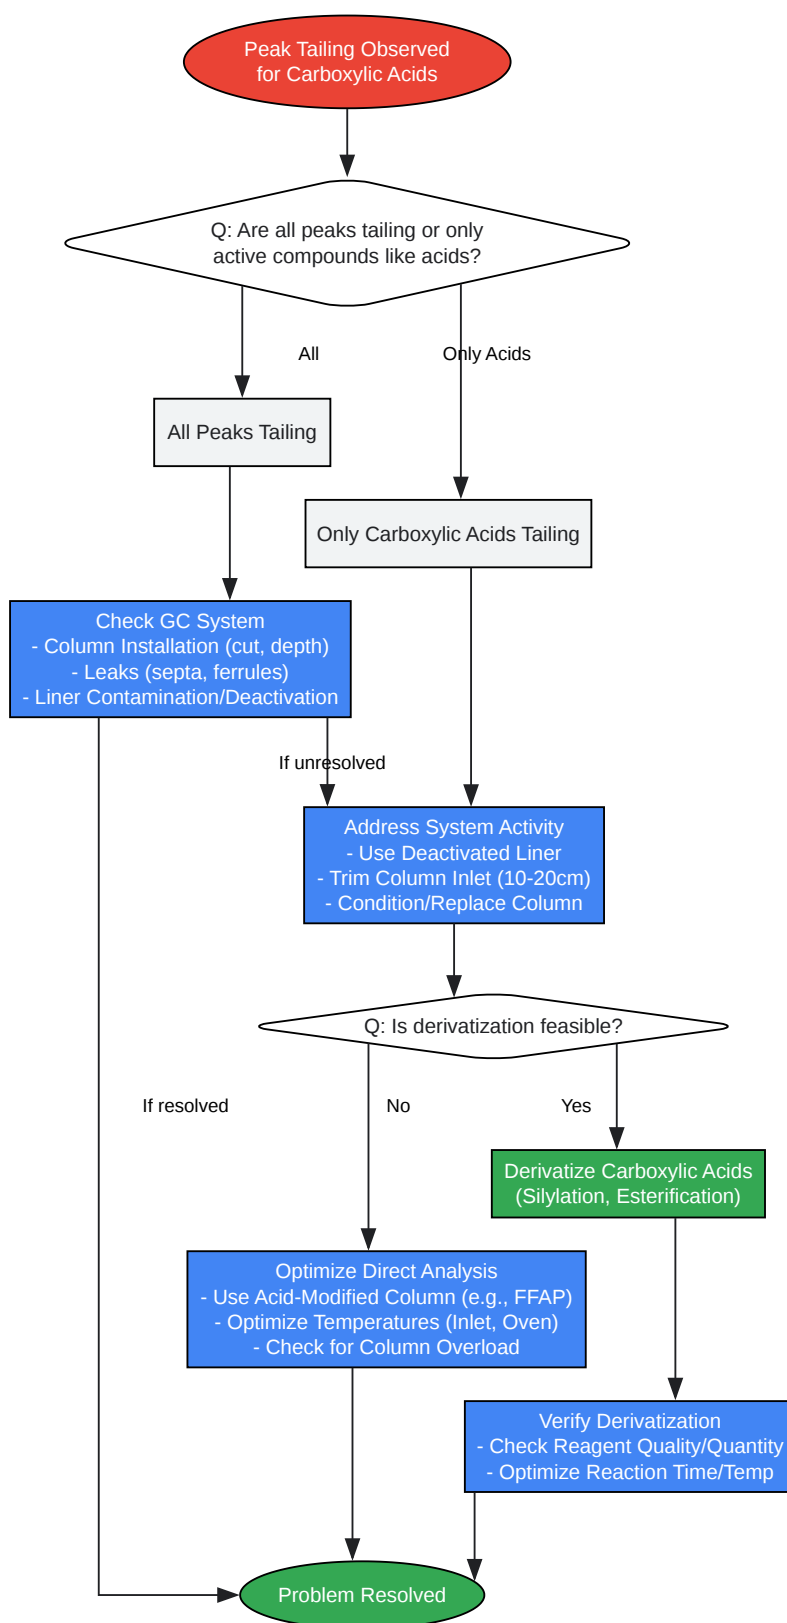 Peak Tailing Observed
for Carboxylic Acids
Q: Are all peaks tailing or only
active compounds like acids?
All
Only Acids
All Peaks Tailing
Only Carboxylic Acids Tailing
Check GC System
- Column Installation (cut, depth)
- Leaks (septa, ferrules)
- Liner Contamination/Deactivation
If unresolved
Address System Activity
- Use Deactivated Liner
- Trim Column Inlet (10-20cm)
- Condition/Replace Column
Q: Is derivatization feasible?
If resolved
No
Yes
Derivatize Carboxylic Acids
(Silylation, Esterification)
Optimize Direct Analysis
- Use Acid-Modified Column (e.g., FFAP)
- Optimize Temperatures (Inlet, Oven)
- Check for Column Overload
Verify Derivatization
- Check Reagent Quality/Quantity
- Optimize Reaction Time/Temp
Problem Resolved